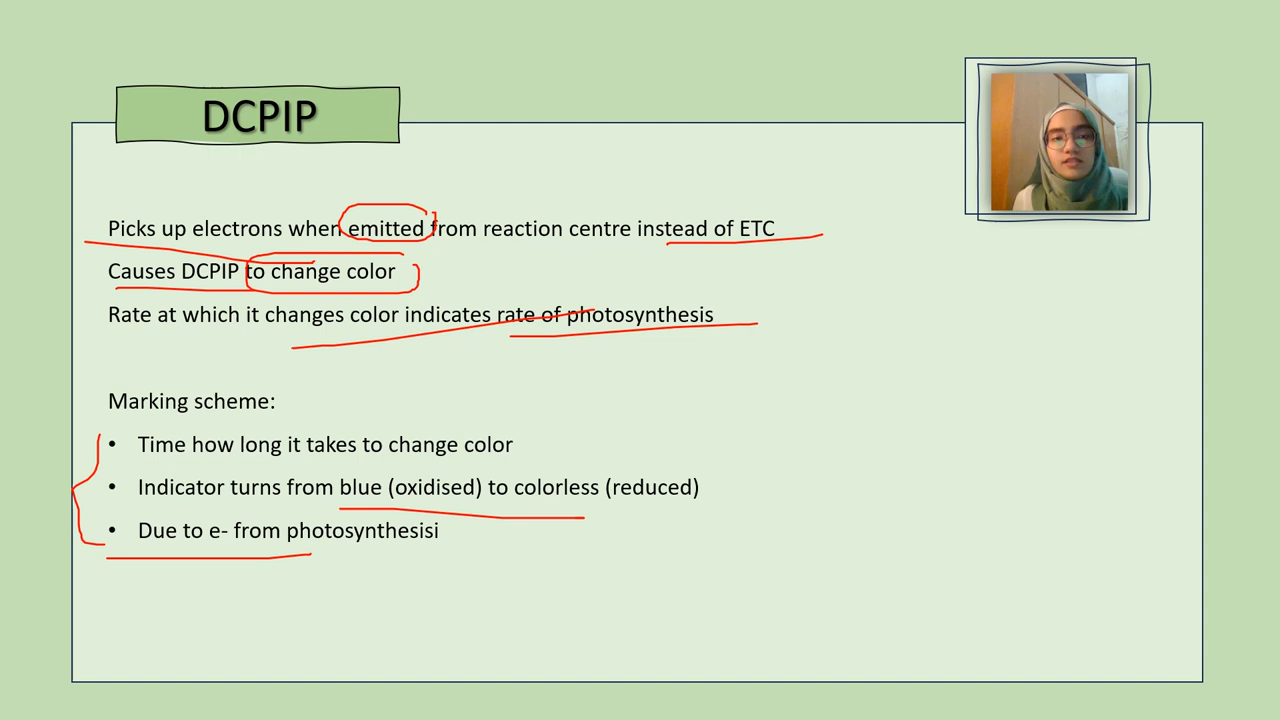 DCPIP
Picks up electrons when emitted from reaction centre instead of ETC
Causes DCPIP to change color
Rate at which it changes color indicates rate of photosynthesis
Marking scheme:
• Time how long it takes to change color
• Indicator turns from blue (oxidised) to colorless (reduced)
• Due to e- from photosynthesisi